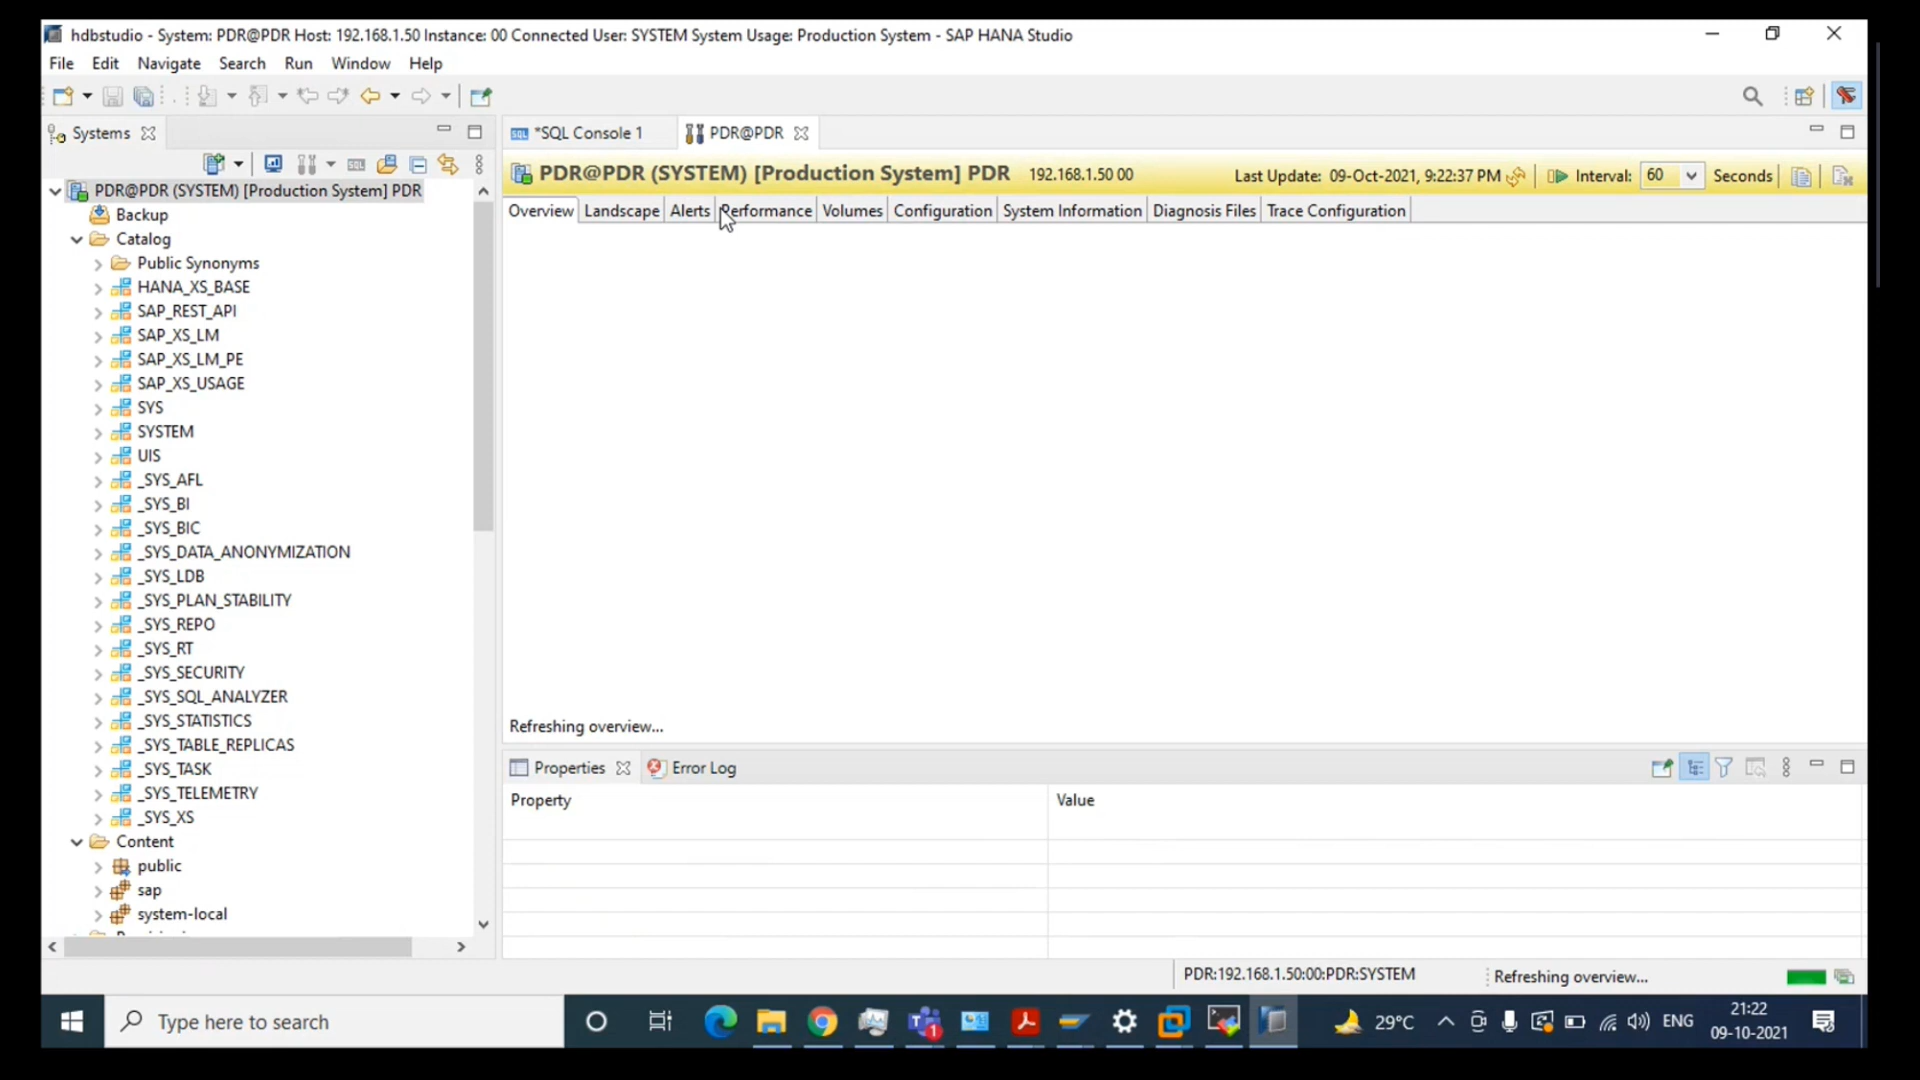 hdbstudio - System: PDR@PDR Host: 192.168.1.50 Instance: 00 Connected User: SYSTEM System Usage: Production System - SAP HANA Studio
File Edit Navigate Search Run Window Help
Systems
*SQL Console 1 PDR@PDR
PDR@PDR (SYSTEM) [Production System] PDR
PDR@PDR (SYSTEM) [Production System] PDR 192.168.1.50 00 Last Update: 09-Oct-2021, 9:22:37 PM Interval: 60 Seconds
Overview Landscape Alerts Performance Volumes Configuration System Information Diagnosis Files Trace Configuration
Backup
Catalog
Public Synonyms
HANA_XS_BASE
SAP_REST_API
SAP_XS_LM
SAP_XS_LM_PE
SAP_XS_USAGE
SYS
SYSTEM
UIS
_SYS_AFL
_SYS_BI
_SYS_BIC
_SYS_DATA_ANONYMIZATION
_SYS_LDB
_SYS_PLAN_STABILITY
_SYS_REPO
_SYS_RT
_SYS_SECURITY
_SYS_SQL_ANALYZER
_SYS_STATISTICS
_SYS_TABLE_REPLICAS
_SYS_TASK
_SYS_TELEMETRY
_SYS_XS
Content
public
sap
system-local
Refreshing overview...
Properties Error Log
Property Value
PDR:192.168.1.50:00:PDR:SYSTEM Refreshing overview...
Type here to search
29°C ENG
21:22
09-10-2021